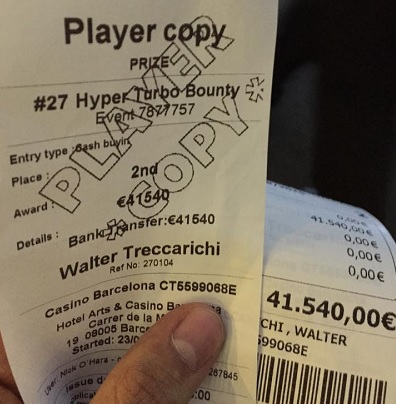 Player copy
PRIZE
#27 Hyper Turbo Bounty
Event 7877757
Entry type :Cash buyin
Place : 2nd
Award : €41540
Details : Bank Transfer:€41540
Walter Treccarichi
Ref No: 270104
Casino Barcelona CT5599068E
Hotel Arts & Casino
Carrer de la
19 08005
Started: 23/0
User: Nick O'Hara -
287845
Issue d
:00
PLAYER
COPY
0,00€
41.540,00€
0,00€
0,00€
0,00€
41.540,00€
CHI, WALTER
599068E